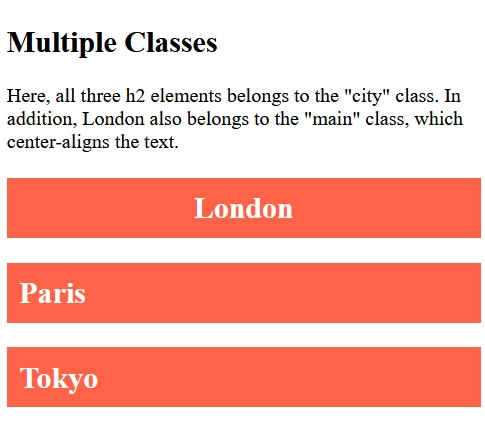 Multiple Classes
Here, all three h2 elements belongs to the "city" class. In
addition, London also belongs to the "main" class, which
center-aligns the text.
London
Paris
Tokyo